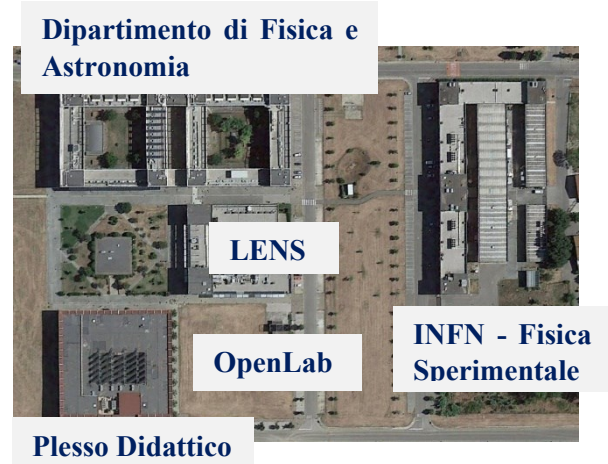 Dipartimento di Fisica e
Astronomia
LENS
INFN - Fisica
Sperimentale
OpenLab
Plesso Didattico